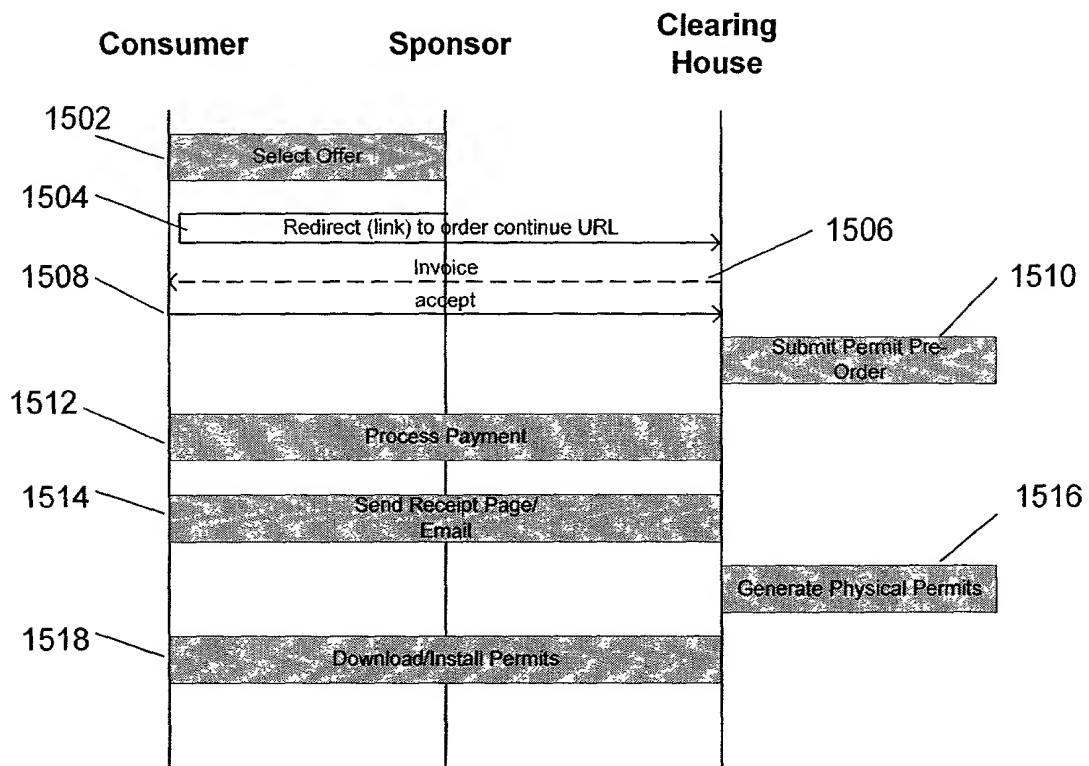 Consumer
Sponsor
Clearing
House
1502
Select Offer
1504
Redirect (link) to order continue URL
1506
Invoice
1508
accept
1510
Submit Permit Pre-
Order
1512
Process Payment
1514
Send Receipt Page/
Email
1516
Generate Physical Permits
1518
Download/Install Permits